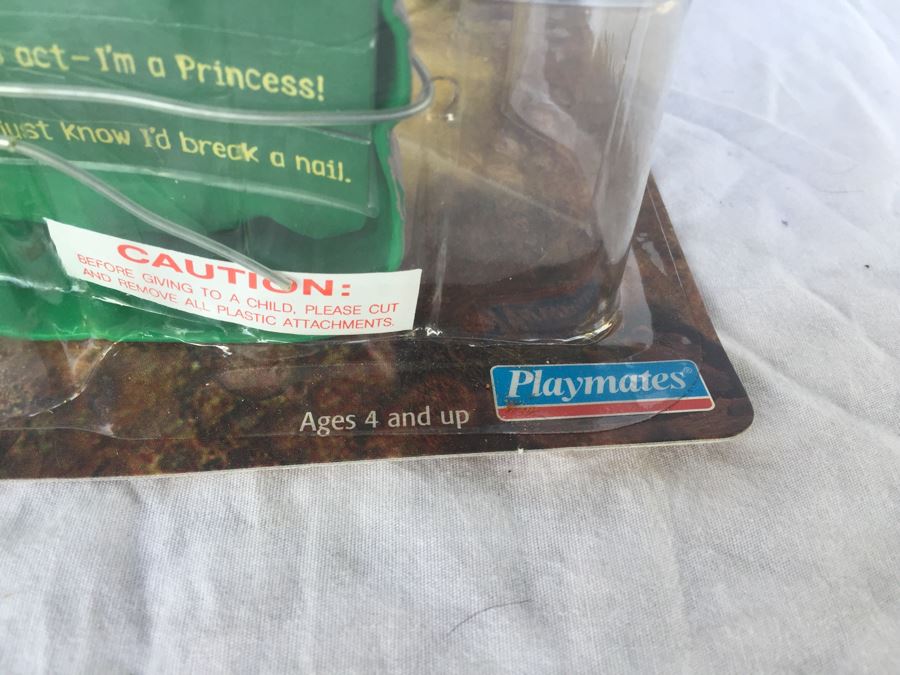 act-I'm a Princess!
just know I'd break a nail.
CAUTION:
BEFORE GIVING TO A CHILD, PLEASE CUT
AND REMOVE ALL PLASTIC ATTACHMENTS.
Ages 4 and up
Playmates®